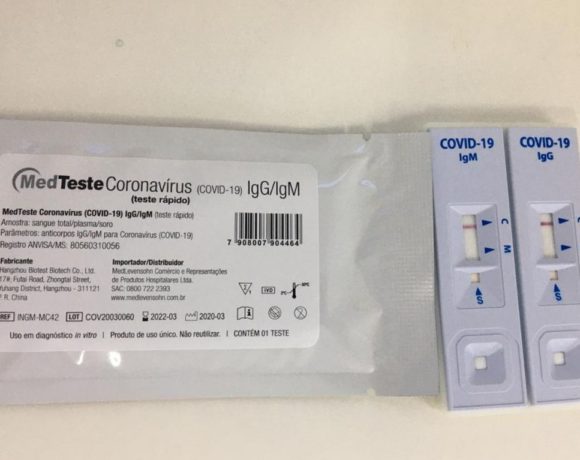 MedTeste Coronavírus (COVID-19) IgG/IgM
(teste rápido)
MedTeste Coronavírus (COVID-19) IgG/IgM (teste rápido)
Amostra: sangue total/plasma/soro
Parâmetros: anticorpos IgG/IgM para Coronavírus (COVID-19)
Registro ANVISA/MS: 80560310056
7 908007 904464
Fabricante
Hangzhou Biotest Biotech Co., Ltd.
17#, Futai Road, Zhongtai Street,
Yuhang District, Hangzhou - 311121
P. R. China
Importador/Distribuidor
MedLevensohn Comércio e Representações
de Produtos Hospitalares Ltda.
SAC: 0800 722 2393
www.medlevensohn.com.br
IVD
2°C
REF INGM-MC42 LOT COV20030060 2022-03 2020-03
Uso em diagnóstico in vitro | Produto de uso único. Não reutilizar. | CONTÉM 01 TESTE
COVID-19
IgM
C
M
S
COVID-19
IgG
S